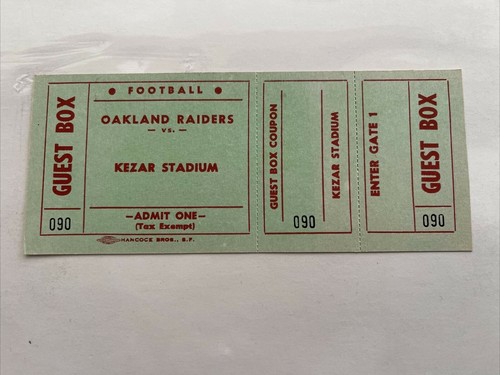 GUEST BOX
090
• FOOTBALL •
OAKLAND RAIDERS
— VS. —
KEZAR STADIUM
—ADMIT ONE—
(Tax Exempt)
HANCOCK BROS., S.F.
GUEST BOX COUPON
KEZAR STADIUM
090
ENTER GATE 1
GUEST BOX
090